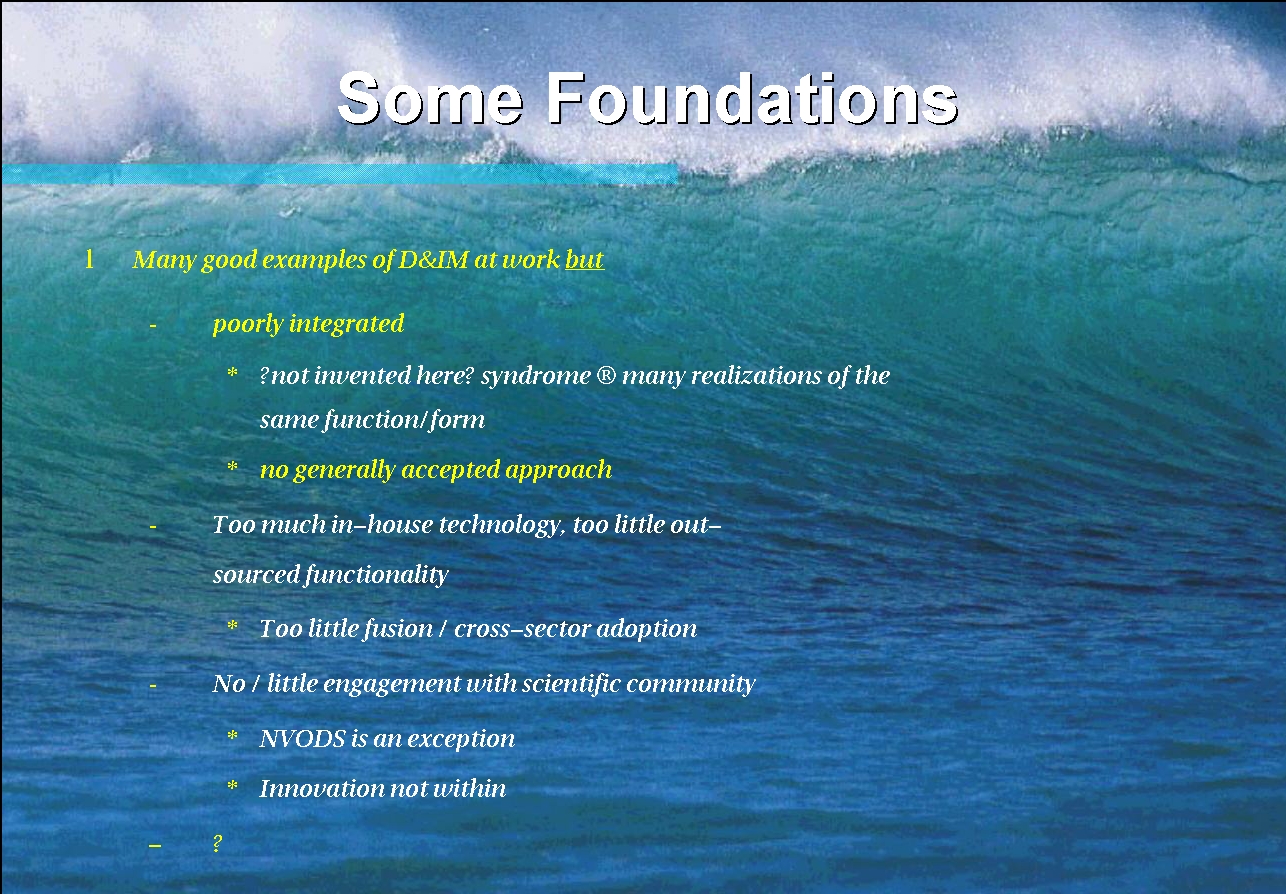 Some Foundations
l Many good examples of D&IM at work but
- poorly integrated
* ?not invented here? syndrome ® many realizations of the
same function/form
* no generally accepted approach
- Too much in–house technology, too little out–
sourced functionality
* Too little fusion / cross–sector adoption
- No / little engagement with scientific community
* NVODS is an exception
* Innovation not within
– ?